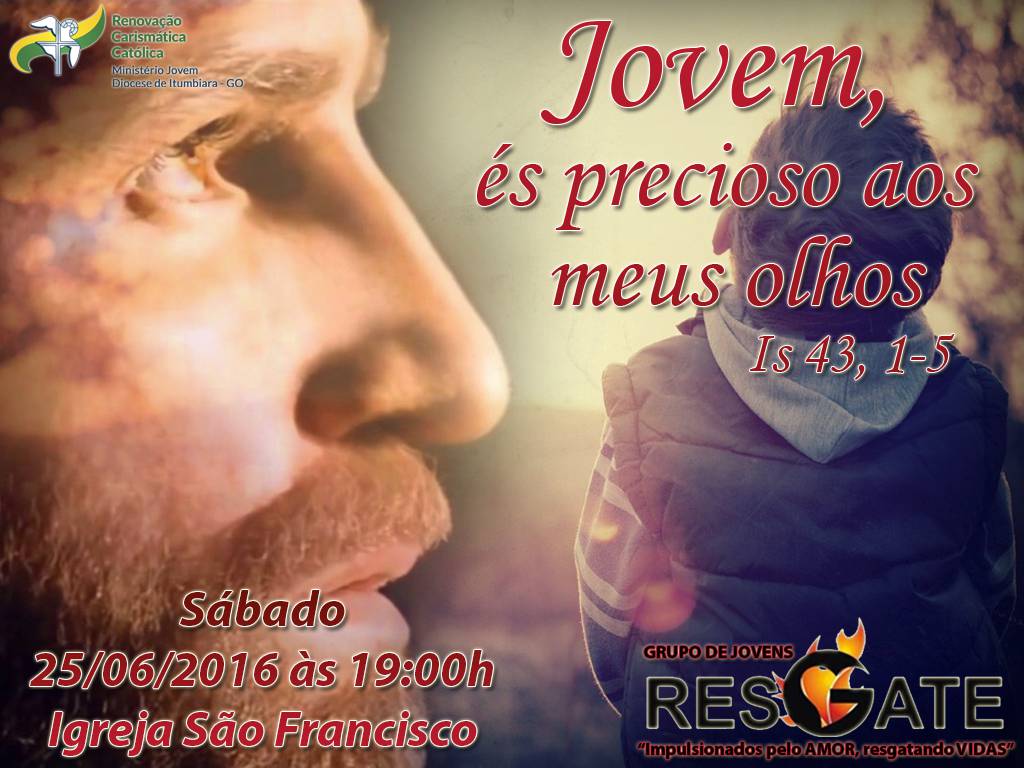 Renovação
Carismática
Católica
Ministério Jovem
Diocese de Itumbiara - GO
Jovem,
és precioso aos
meus olhos
Is 43, 1-5
Sábado
25/06/2016 às 19:00h
Igreja São Francisco
GRUPO DE JOVENS
RESGATE
"Impulsionados pelo AMOR, resgatando VIDAS"